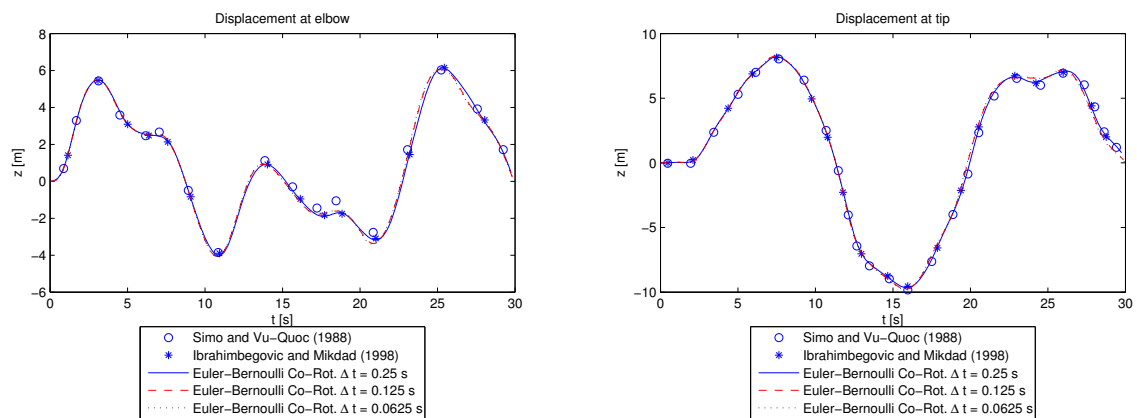 Displacement at elbow
8
6
4
2
0
−2
−4
−6
z [m]
0 5 10 15 20 25 30
t [s]
Simo and Vu−Quoc (1988)
Ibrahimbegovic and Mikdad (1998)
Euler−Bernoulli Co−Rot. Δ t = 0.25 s
Euler−Bernoulli Co−Rot. Δ t = 0.125 s
Euler−Bernoulli Co−Rot. Δ t = 0.0625 s
Displacement at tip
10
5
0
−5
−10
z [m]
0 5 10 15 20 25 30
t [s]
Simo and Vu−Quoc (1988)
Ibrahimbegovic and Mikdad (1998)
Euler−Bernoulli Co−Rot. Δ t = 0.25 s
Euler−Bernoulli Co−Rot. Δ t = 0.125 s
Euler−Bernoulli Co−Rot. Δ t = 0.0625 s